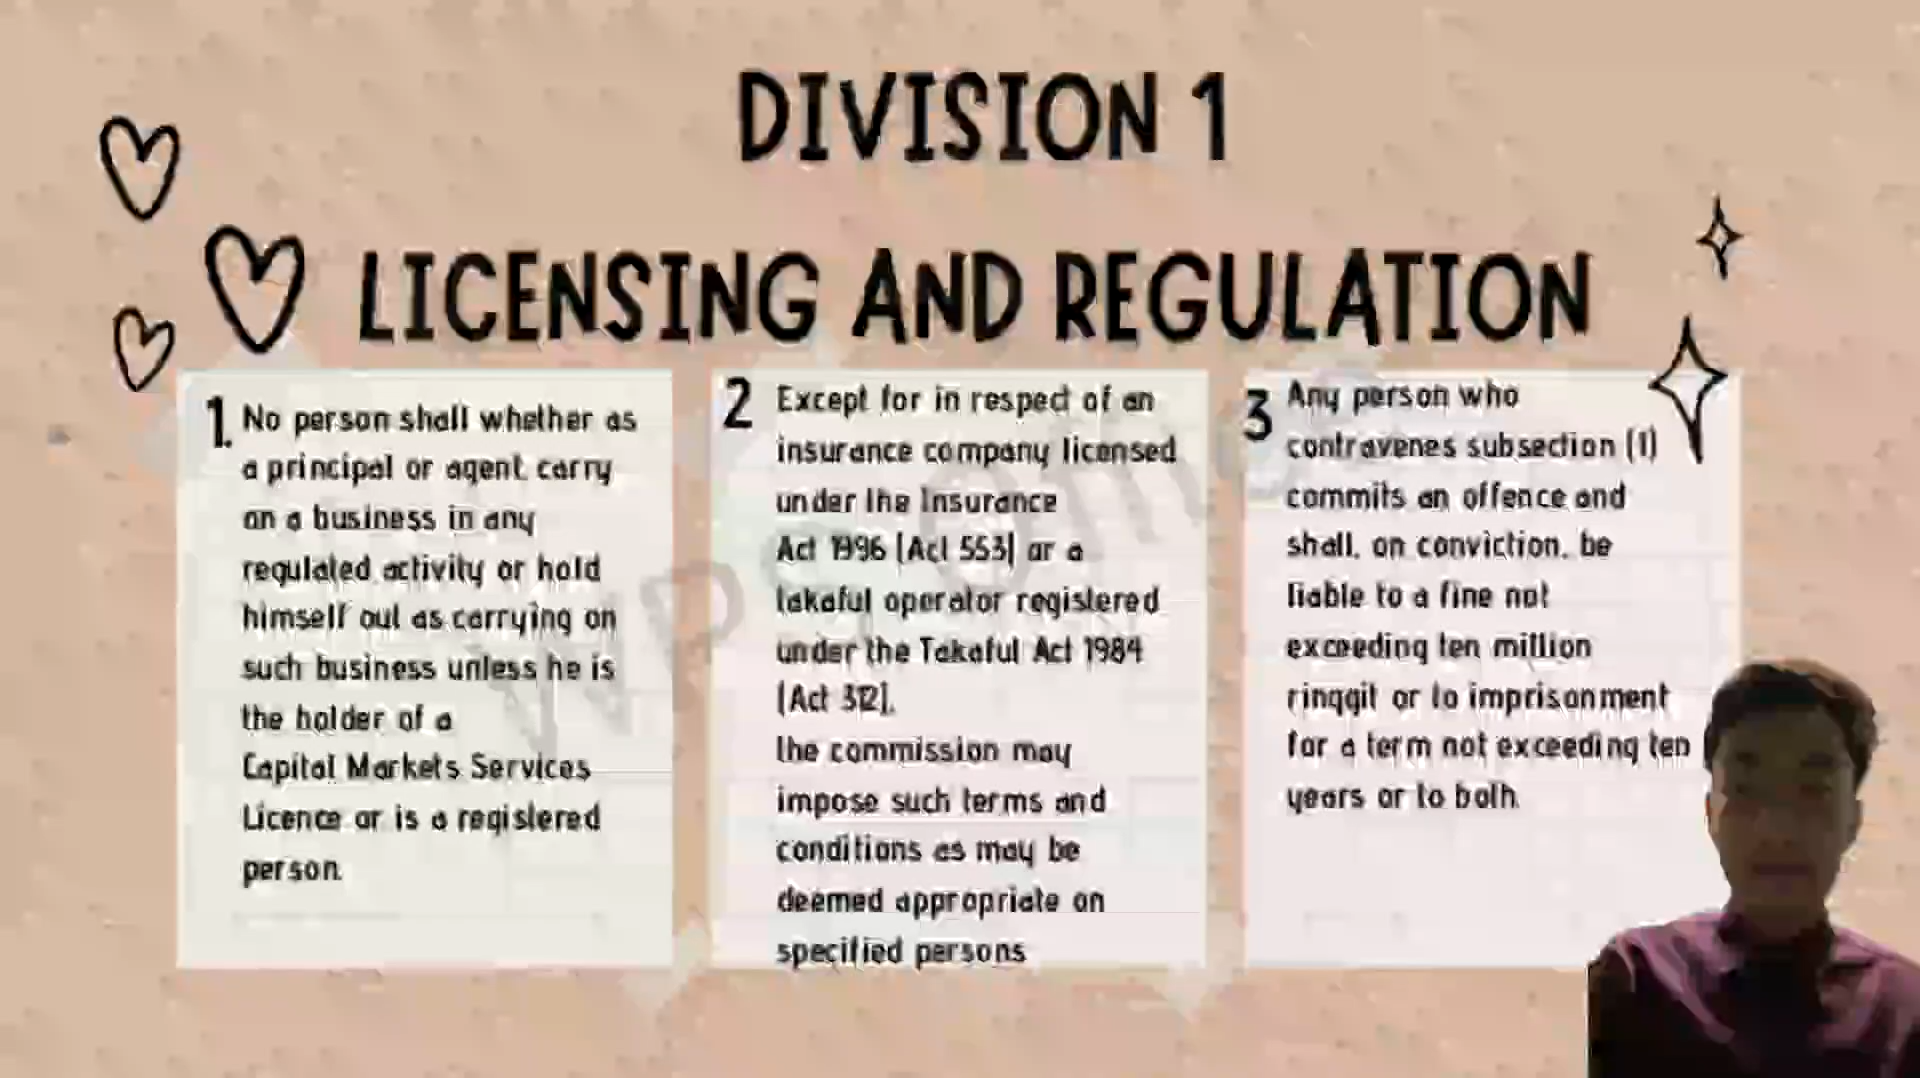 DIVISION 1
LICENSING AND REGULATION
1. No person shall whether as
a principal or agent, carry
on a business in any
regulated activity or hold
himself out as carrying on
such business unless he is
the holder of a
Capital Markets Services
Licence or is a registered
person.
2 Except for in respect of an
insurance company licensed
under the Insurance
Act 1996 [Act 553] or a
takaful operator registered
under the Takaful Act 1984
[Act 312].
the commission may
impose such terms and
conditions as may be
deemed appropriate on
specified persons
3 Any person who
contravenes subsection (1)
commits an offence and
shall, on conviction, be
liable to a fine not
exceeding ten million
ringgit or to imprisonment
for a term not exceeding ten
years or to both.
WPS Office